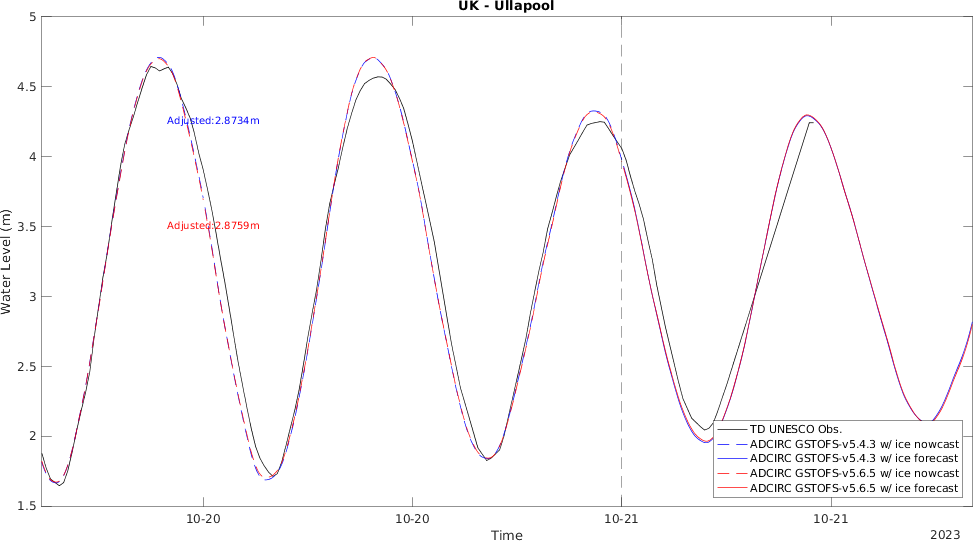 UK - Ullapool
5
4.5
4
3.5
3
2.5
2
1.5
Water Level (m)
Adjusted:2.8734m
Adjusted:2.8759m
TD UNESCO Obs.
ADCIRC GSTOFS-v5.4.3 w/ ice nowcast
ADCIRC GSTOFS-v5.4.3 w/ ice forecast
ADCIRC GSTOFS-v5.6.5 w/ ice nowcast
ADCIRC GSTOFS-v5.6.5 w/ ice forecast
10-20
10-20
10-21
10-21
Time
2023